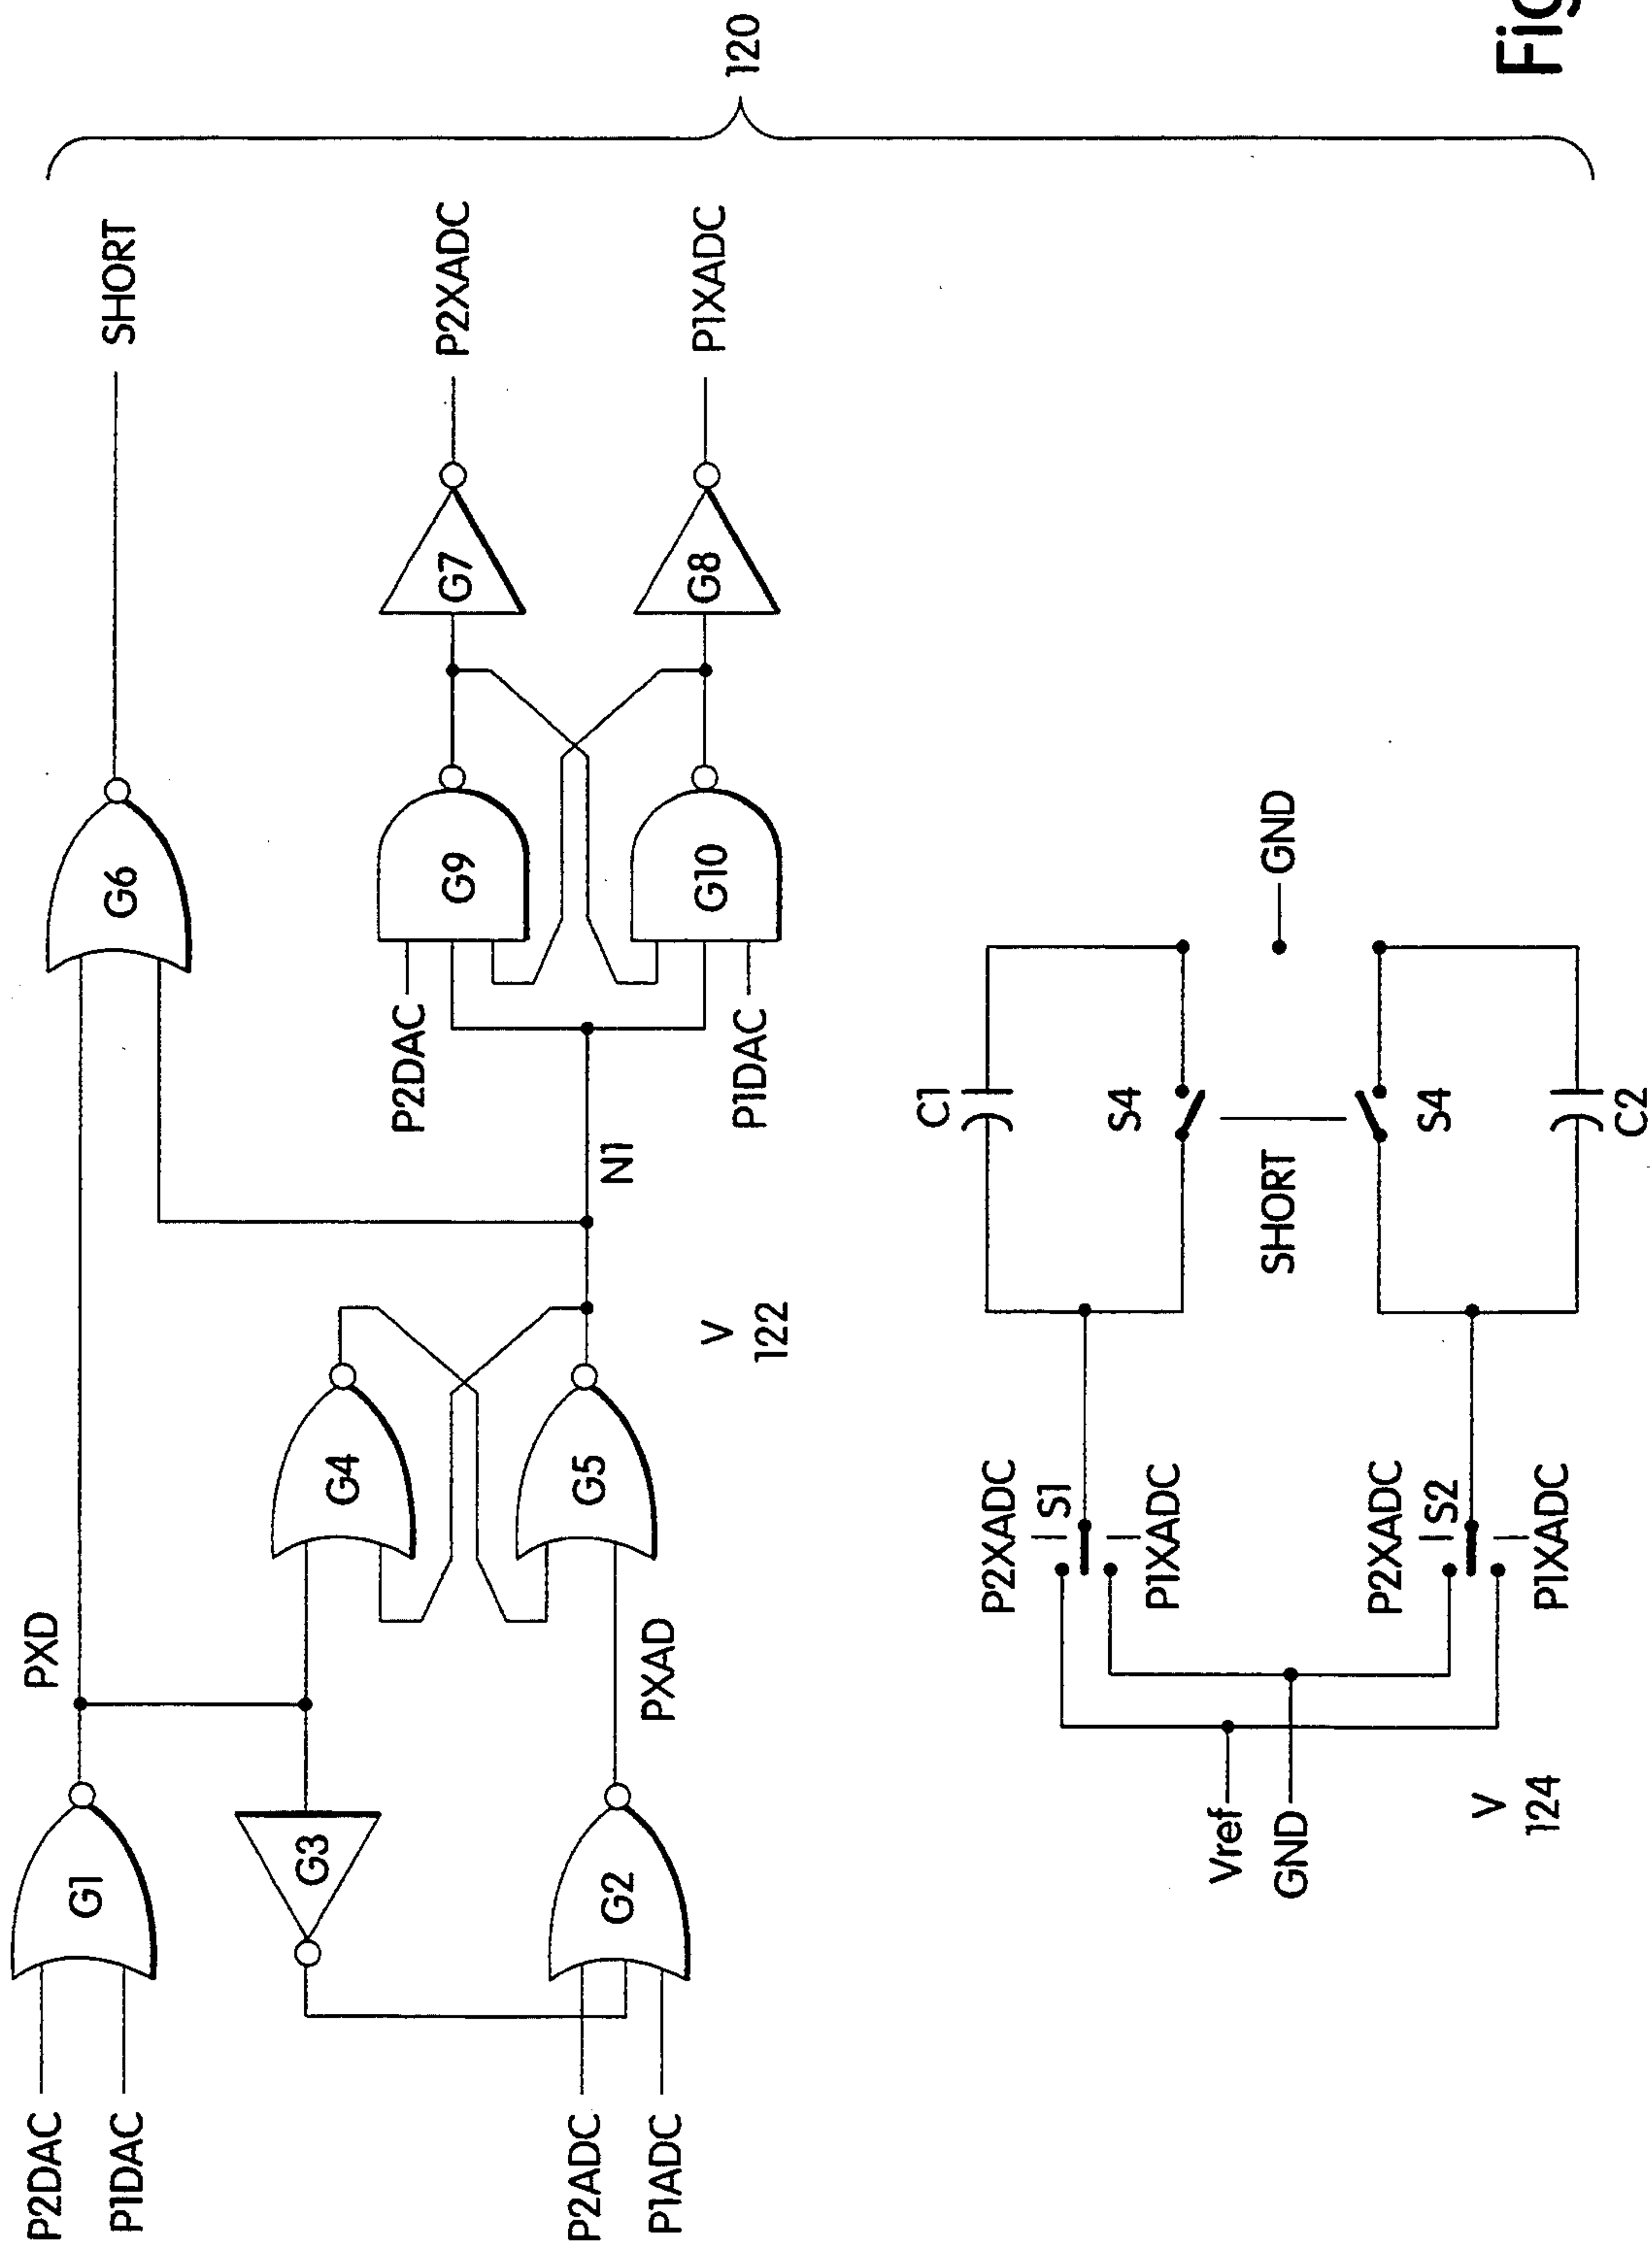 P2DAC
P1DAC
G1
PXD
G6
SHORT
G3
G4
P2DAC
G9
G7
P2XADC
P2ADC
P1ADC
G2
PXAD
G5
N1
P1DAC
G10
G8
P1XADC
V
122
120
Vref
GND
P2XADC
S1
P1XADC
C1
S4
SHORT
GND
P2XADC
S2
P1XADC
S4
C2
V
124
Fig